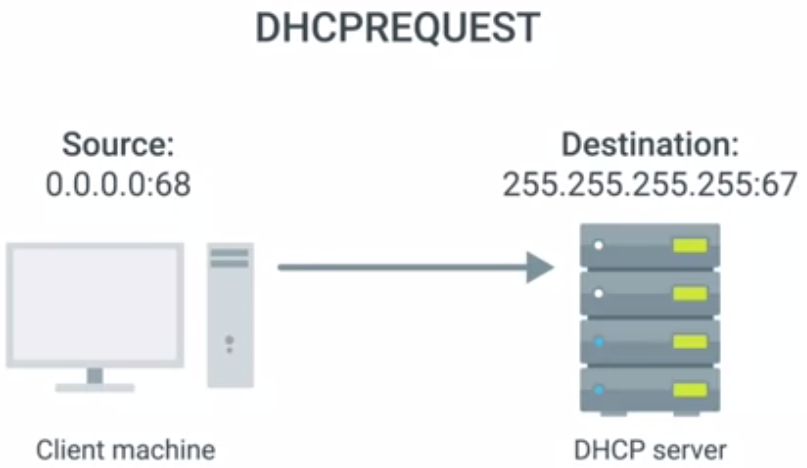 DHCPREQUEST
Source:
0.0.0.0:68
Destination:
255.255.255.255:67
Client machine
DHCP server